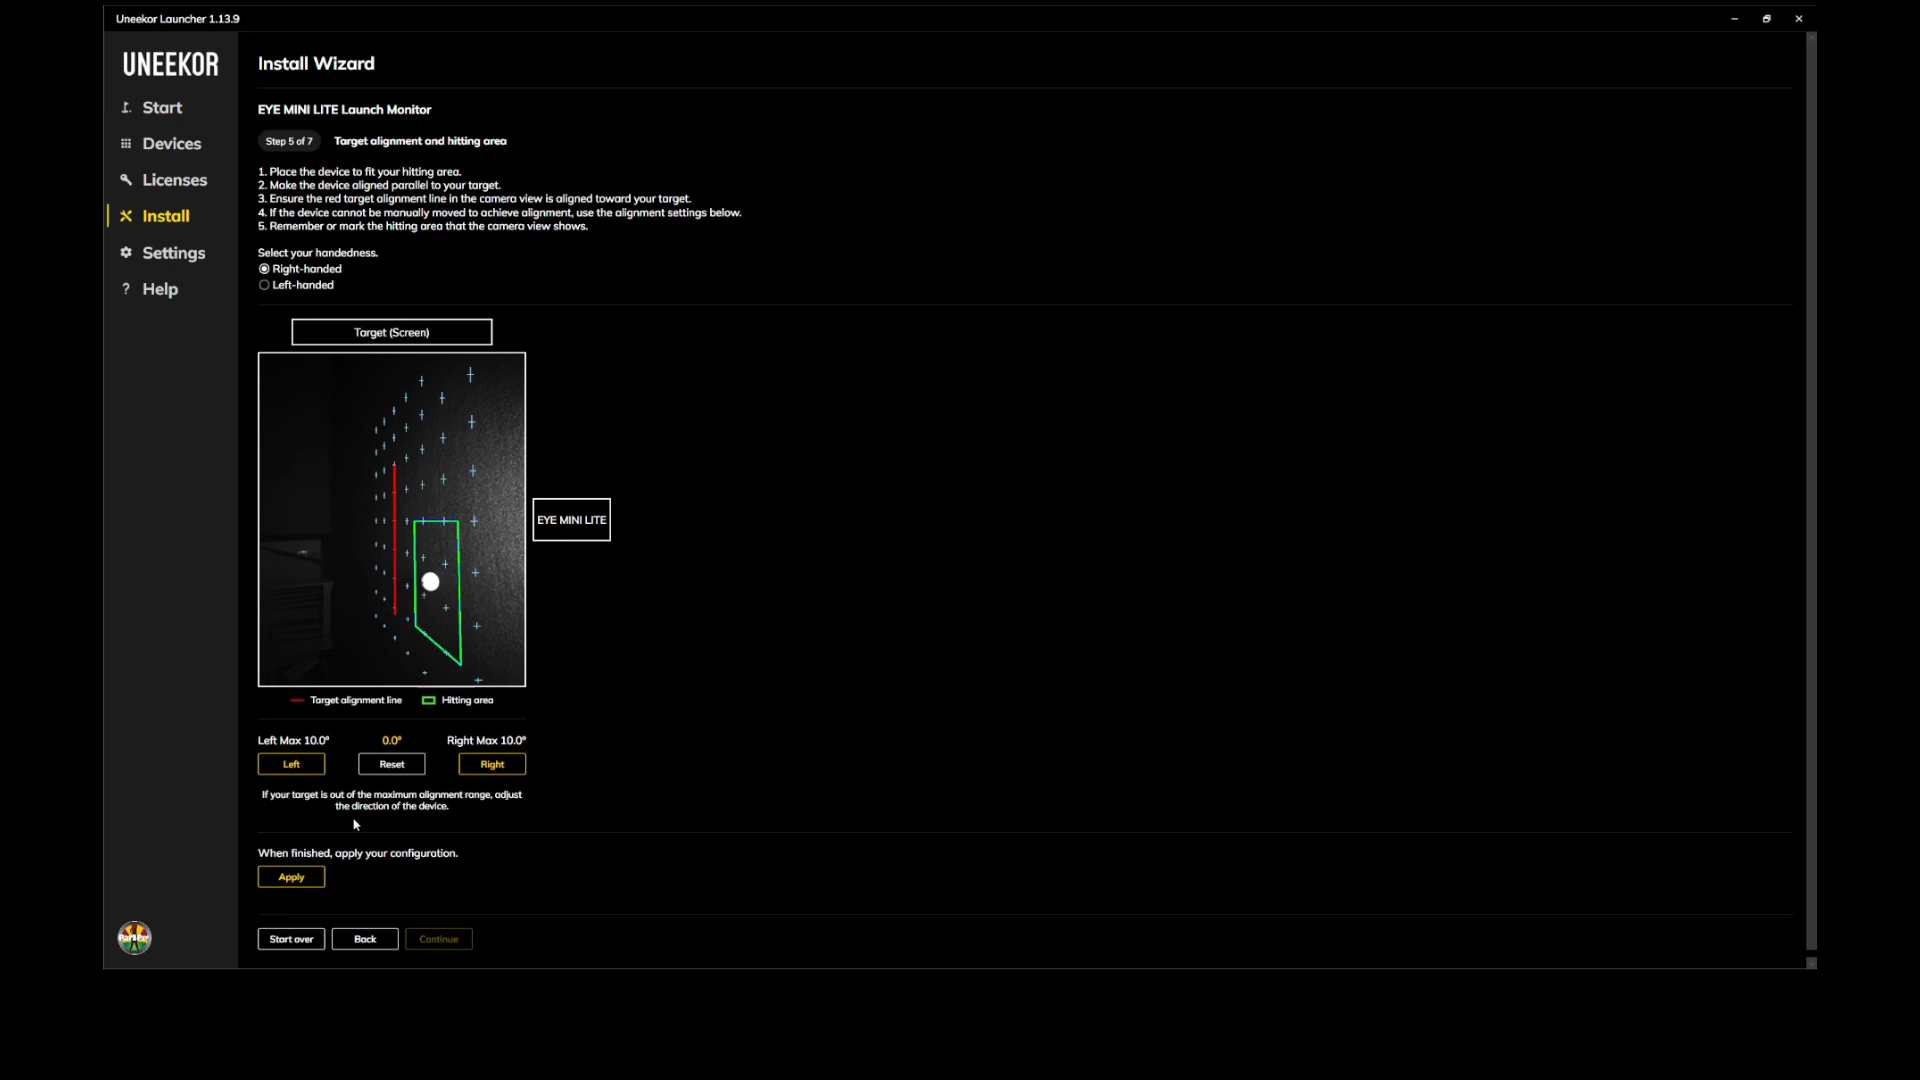 Uneekor Launcher 1.13.9
UNEEKOR
Start
Devices
Licenses
Install
Settings
? Help
Install Wizard
EYE MINI LITE Launch Monitor
Step 5 of 7 Target alignment and hitting area
1. Place the device to fit your hitting area.
2. Make the device aligned parallel to your target.
3. Ensure the red target alignment line in the camera view is aligned toward your target.
4. If the device cannot be manually moved to achieve alignment, use the alignment settings below.
5. Remember or mark the hitting area that the camera view shows.
Select your handedness.
Right-handed
Left-handed
Target (Screen)
EYE MINI LITE
Target alignment line Hitting area
Left Max 10.0° 0.0° Right Max 10.0°
Left Reset Right
If your target is out of the maximum alignment range, adjust
the direction of the device.
When finished, apply your configuration.
Apply
Start over Back Continue